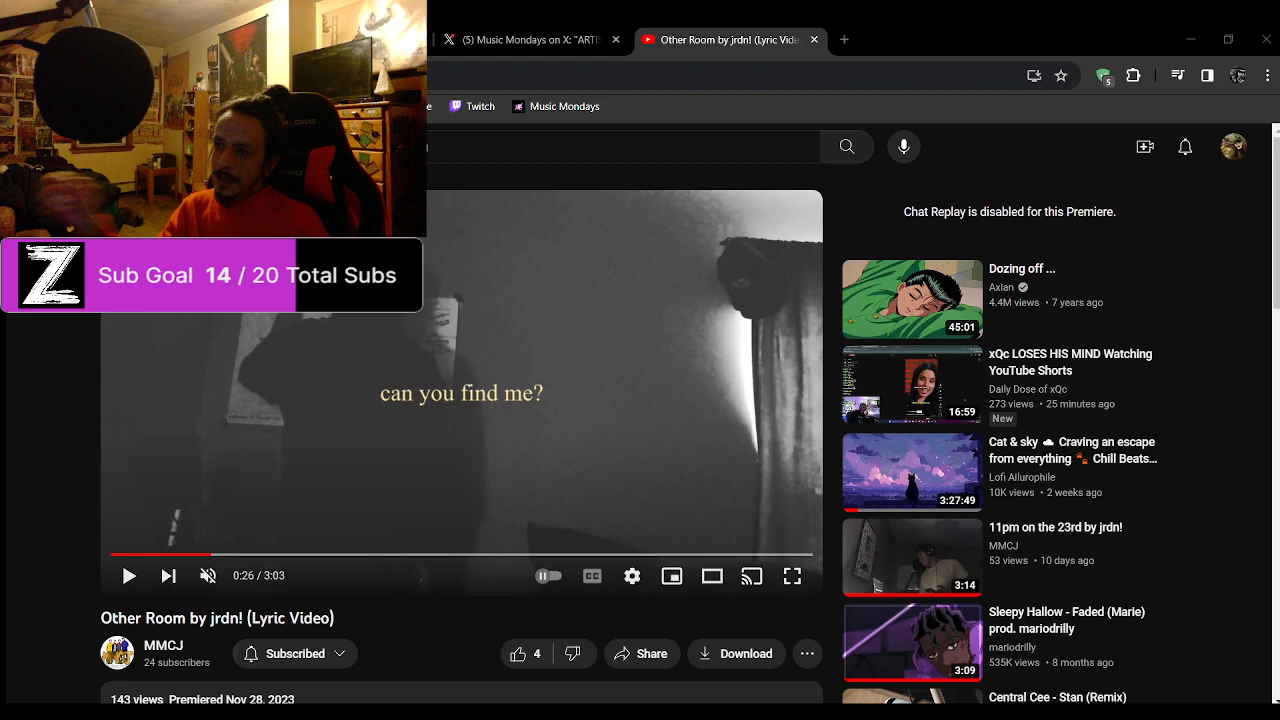 (5) Music Mondays on X: "ARTIS
Other Room by jrdn! (Lyric Vide
5
e
Twitch
Music Mondays
Chat Replay is disabled for this Premiere.
Z
Sub Goal 14 / 20 Total Subs
can you find me?
0:26 / 3:03
CC
Other Room by jrdn! (Lyric Video)
MMCJ
24 subscribers
Subscribed
4
Share
Download
143 views Premiered Nov 28, 2023
45:01
Dozing off ...
Axian
4.4M views • 7 years ago
16:59
xQc LOSES HIS MIND Watching
YouTube Shorts
Daily Dose of xQc
273 views • 25 minutes ago
New
3:27:49
Cat & sky ☁️ Craving an escape
from everything 🐾 Chill Beats...
Lofi Ailurophile
10K views • 2 weeks ago
3:14
11pm on the 23rd by jrdn!
MMCJ
53 views • 10 days ago
3:09
Sleepy Hallow - Faded (Marie)
prod. mariodrilly
mariodrilly
535K views • 8 months ago
Central Cee - Stan (Remix)